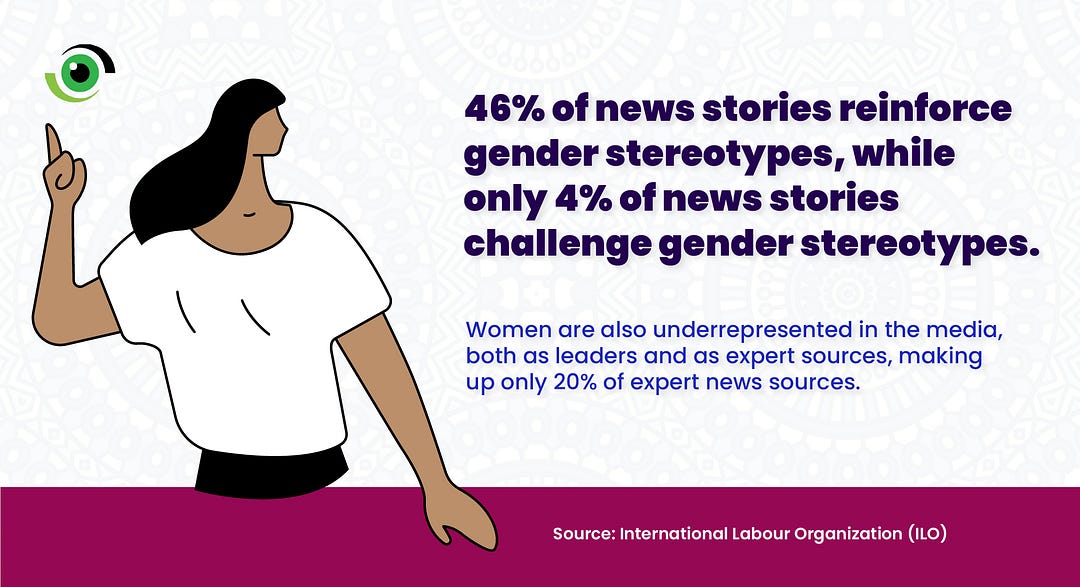 46% of news stories reinforce
gender stereotypes, while
only 4% of news stories
challenge gender stereotypes.
Women are also underrepresented in the media,
both as leaders and as expert sources, making
up only 20% of expert news sources.
Source: International Labour Organization (ILO)